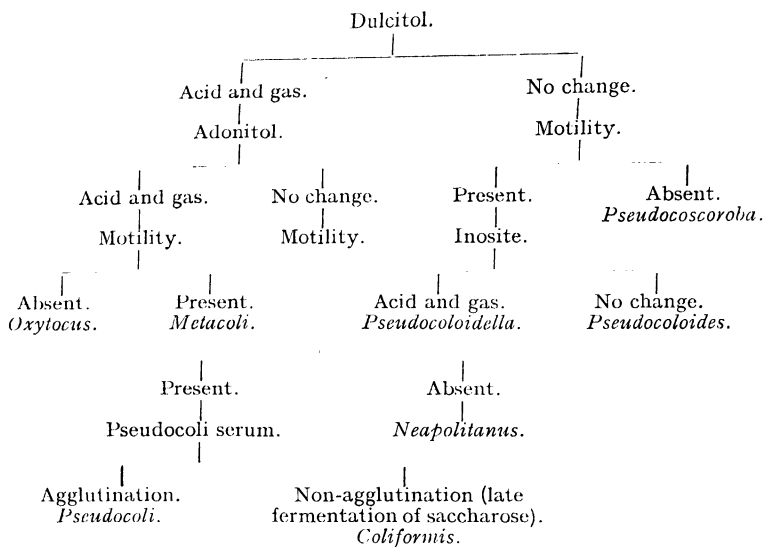 Dulcitol.
Acid and gas. No change.
Adonitol. Motility.
Acid and gas. No change. Present. Absent.
Pseudocoscoroba.
Motility. Motility. Inosite.
Absent. Present. Acid and gas. No change.
Oxytocus. Metacoli. Pseudocoloidella. Pseudocoloides.
Present. Absent.
Pseudocoli serum. Neapolitanus.
Agglutination. Non-agglutination (late
Pseudocoli. fermentation of saccharose).
Coliformis.